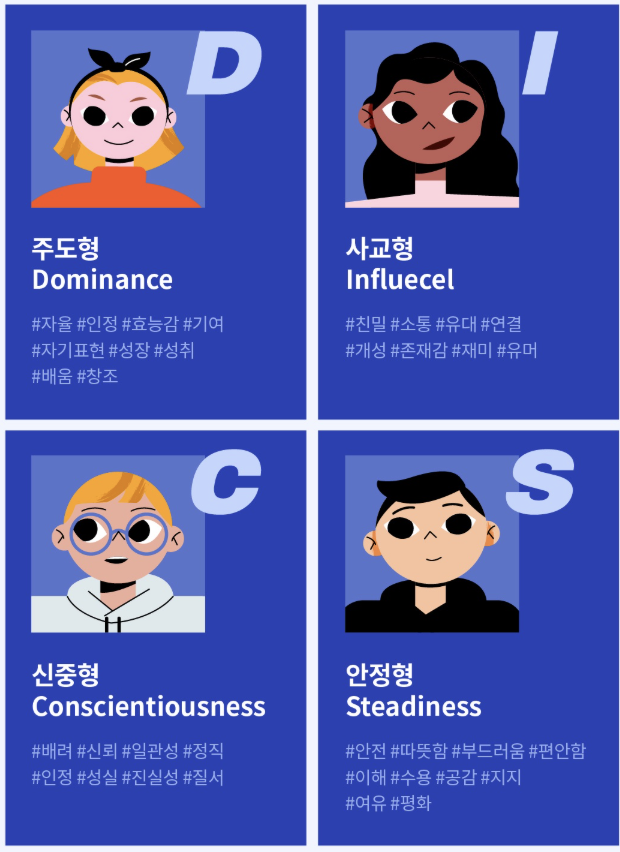 D
주도형
Dominance
#자율 #인정 #효능감 #기여
#자기표현 #성장 #성취
#배움 #창조
I
사교형
Influecel
#친밀 #소통 #유대 #연결
#개성 #존재감 #재미 #유머
C
신중형
Conscientiousness
#배려 #신뢰 #일관성 #정직
#인정 #성실 #진실성 #질서
S
안정형
Steadiness
#안전 #따뜻함 #부드러움 #편안함
#이해 #수용 #공감 #지지
#여유 #평화